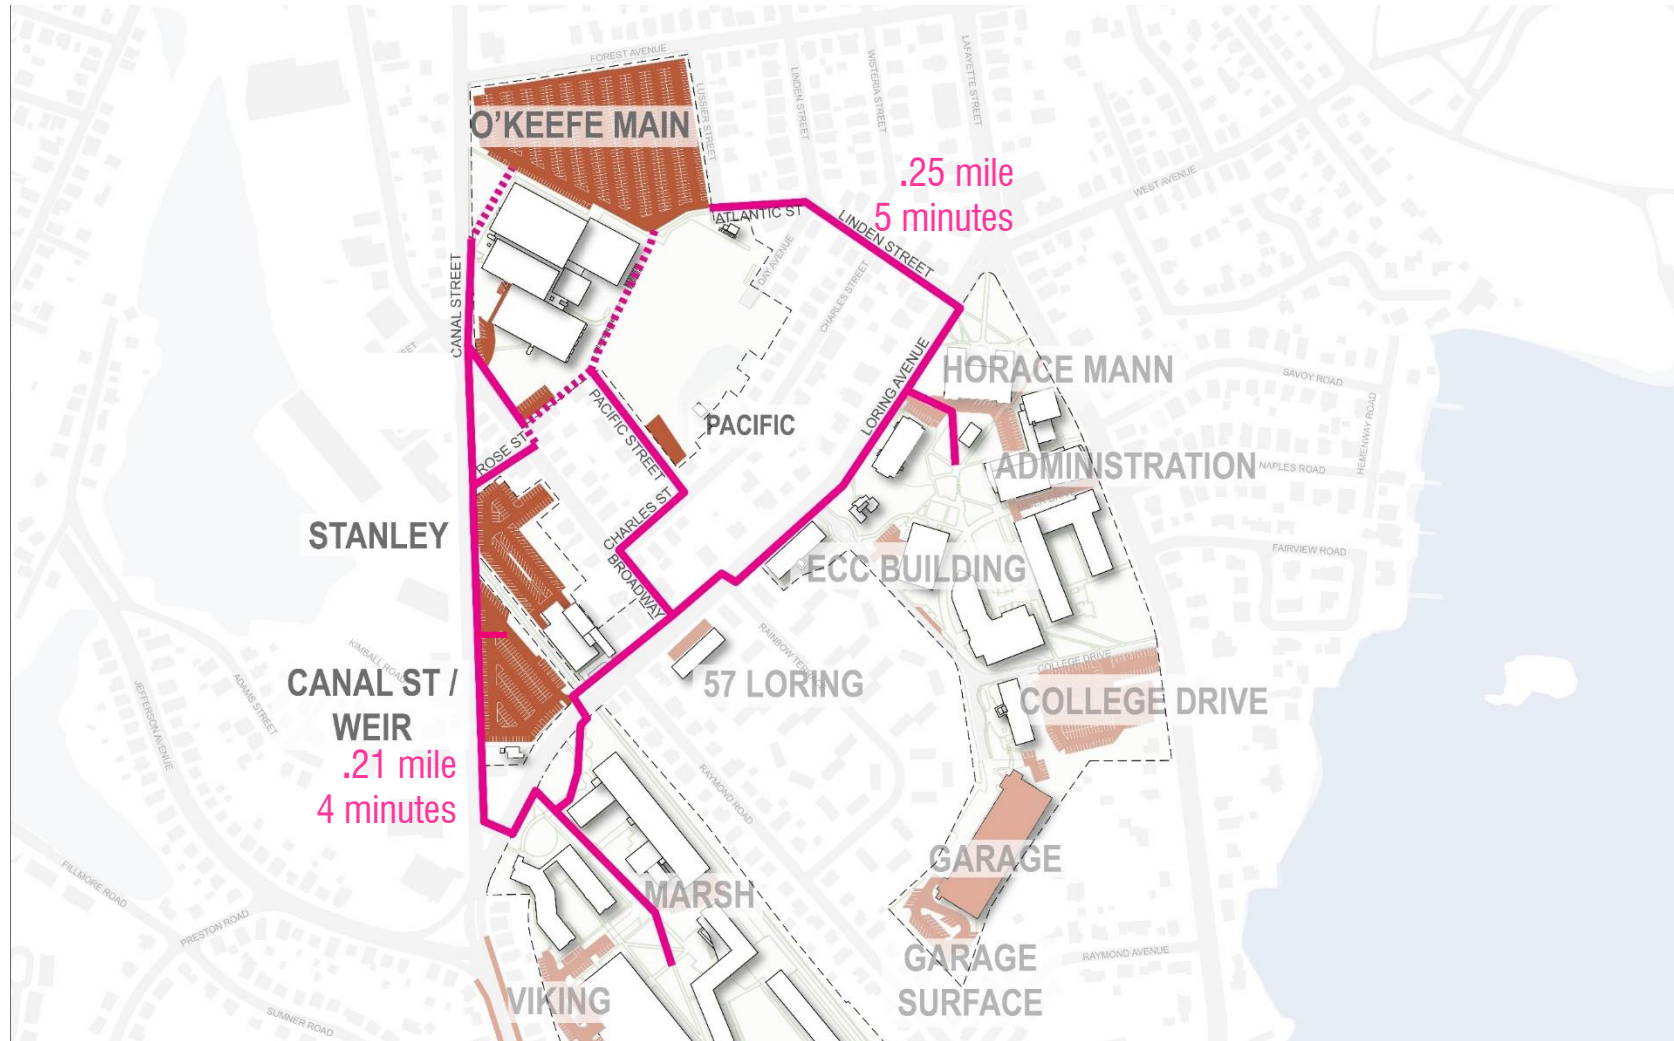 FOREST AVENUE
LUSSIER STREET
LINDEN STREET
WISTERIA STREET
LAFAYETTE STREET
O'KEEFE MAIN
.25 mile
5 minutes
WEST AVENUE
ATLANTIC ST
LINDEN STREET
DAY AVENUE
CHARLES STREET
CANAL STREET
LORING AVENUE
HORACE MANN
SAVOY ROAD
HEMENWAY ROAD
PACIFIC STREET
PACIFIC
ROSE ST
ADMINISTRATION
NAPLES ROAD
STANLEY
CHARLES ST
BROADWAY
ECC BUILDING
FAIRVIEW ROAD
KIMBALL ROAD
RAINBOW TERRACE
COLLEGE DRIVE
JEFFERSON AVENUE
ADAMS STREET
CANAL ST /
WEIR
57 LORING
COLLEGE DRIVE
.21 mile
4 minutes
RAYMOND ROAD
GARAGE
MARSH
FILLMORE ROAD
PRESTON ROAD
GARAGE
SURFACE
RAYMOND AVENUE
VIKING
SUMNER ROAD